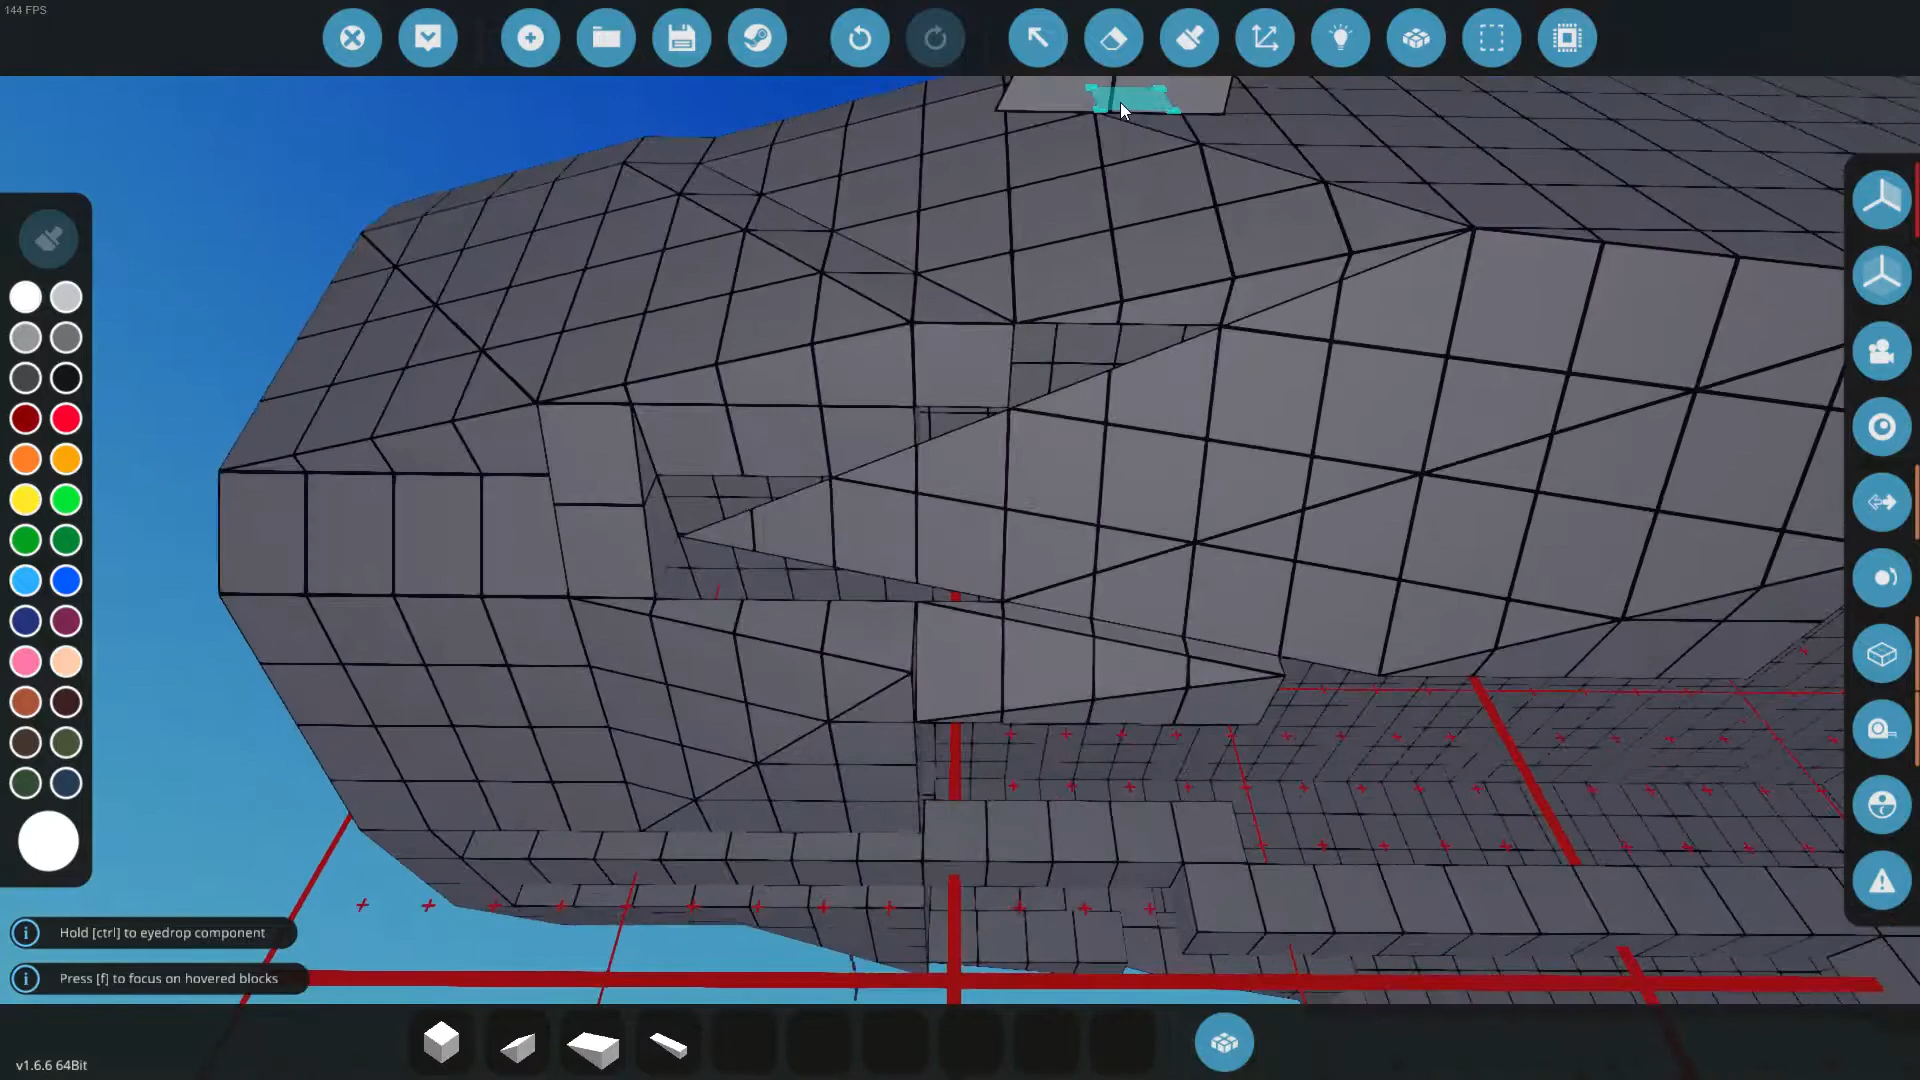 144 FPS
Hold [ctrl] to eyedrop component
Press [f] to focus on hovered blocks
v1.6.6 64Bit